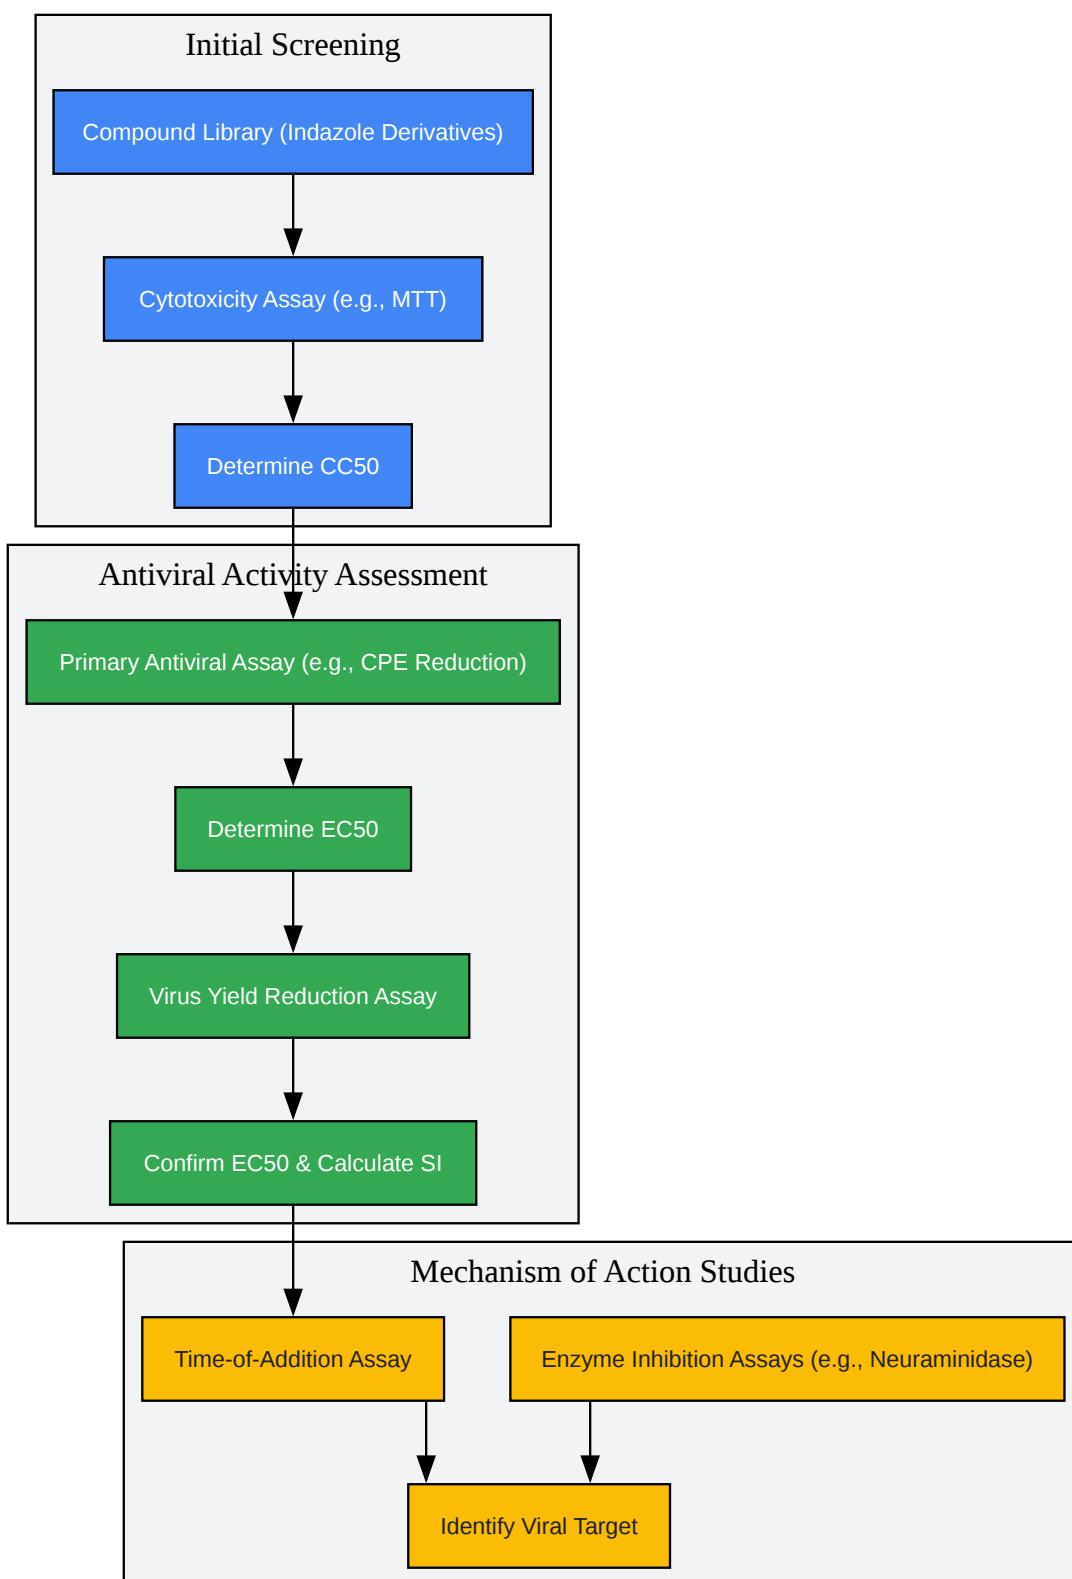 Initial Screening
Compound Library (Indazole Derivatives)
Cytotoxicity Assay (e.g., MTT)
Determine CC50
Antiviral Activity Assessment
Primary Antiviral Assay (e.g., CPE Reduction)
Determine EC50
Virus Yield Reduction Assay
Confirm EC50 & Calculate SI
Mechanism of Action Studies
Time-of-Addition Assay
Enzyme Inhibition Assays (e.g., Neuraminidase)
Identify Viral Target